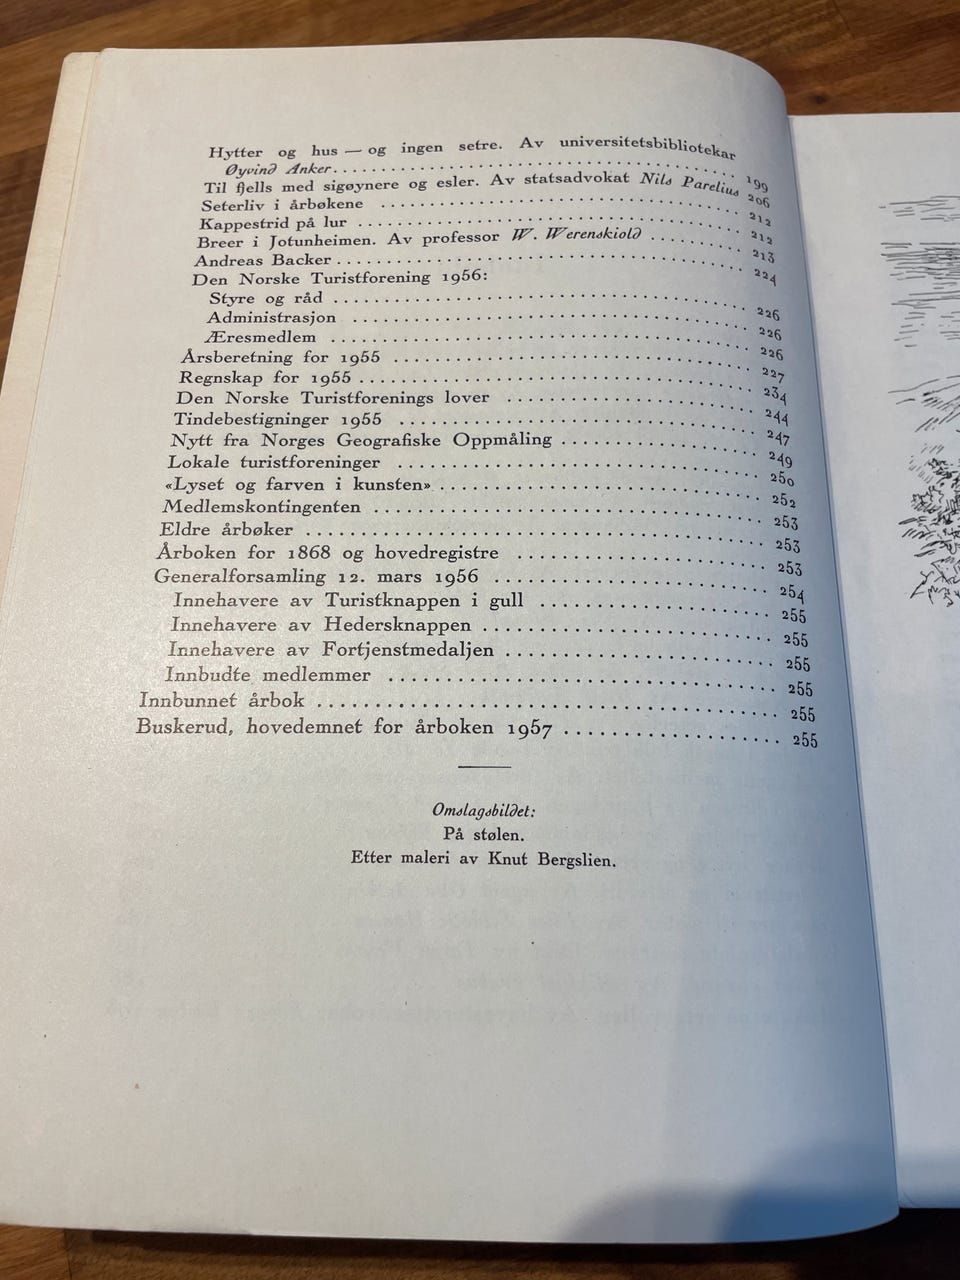 Hytter og hus — og ingen setre. Av universitetsbibliotekar
Øyvind Anker . . . . . . . . . . . . . . . . . . . . . . . . . . . . . . . . . . . . 199
Til fjells med sigøynere og esler. Av statsadvokat Nils Parelius 206
Seterliv i årbøkene . . . . . . . . . . . . . . . . . . . . . . . . . . . . . . . . 212
Kappestrid på lur . . . . . . . . . . . . . . . . . . . . . . . . . . . . . . . . . 212
Breer i Jotunheimen. Av professor W. Werenskiold . . . . . . . . 213
Andreas Backer . . . . . . . . . . . . . . . . . . . . . . . . . . . . . . . . . . . 224
Den Norske Turistforening 1956:
Styre og råd . . . . . . . . . . . . . . . . . . . . . . . . . . . . . . . . . . . . 226
Administrasjon . . . . . . . . . . . . . . . . . . . . . . . . . . . . . . . . . . 226
Æresmedlem . . . . . . . . . . . . . . . . . . . . . . . . . . . . . . . . . . . . 226
Årsberetning for 1955 . . . . . . . . . . . . . . . . . . . . . . . . . . . . . . 227
Regnskap for 1955 . . . . . . . . . . . . . . . . . . . . . . . . . . . . . . . . 234
Den Norske Turistforenings lover . . . . . . . . . . . . . . . . . . . . . 244
Tindebestigninger 1955 . . . . . . . . . . . . . . . . . . . . . . . . . . . . . 247
Nytt fra Norges Geografiske Oppmåling . . . . . . . . . . . . . . . . 249
Lokale turistforeninger . . . . . . . . . . . . . . . . . . . . . . . . . . . . . 250
«Lyset og farven i kunsten» . . . . . . . . . . . . . . . . . . . . . . . . . . 252
Medlemskontingenten . . . . . . . . . . . . . . . . . . . . . . . . . . . . . . 253
Eldre årbøker . . . . . . . . . . . . . . . . . . . . . . . . . . . . . . . . . . . . 253
Årboken for 1868 og hovedregistre . . . . . . . . . . . . . . . . . . . . 253
Generalforsamling 12. mars 1956 . . . . . . . . . . . . . . . . . . . . . . 254
Innehavere av Turistknappen i gull . . . . . . . . . . . . . . . . . . . 255
Innehavere av Hedersknappen . . . . . . . . . . . . . . . . . . . . . . . 255
Innehavere av Fortjenstmedaljen . . . . . . . . . . . . . . . . . . . . . 255
Innbudte medlemmer . . . . . . . . . . . . . . . . . . . . . . . . . . . . . . 255
Innbunnet årbok . . . . . . . . . . . . . . . . . . . . . . . . . . . . . . . . . . 255
Buskerud, hovedemnet for årboken 1957 . . . . . . . . . . . . . . . . 255
Omslagsbildet:
På stølen.
Etter maleri av Knut Bergslien.